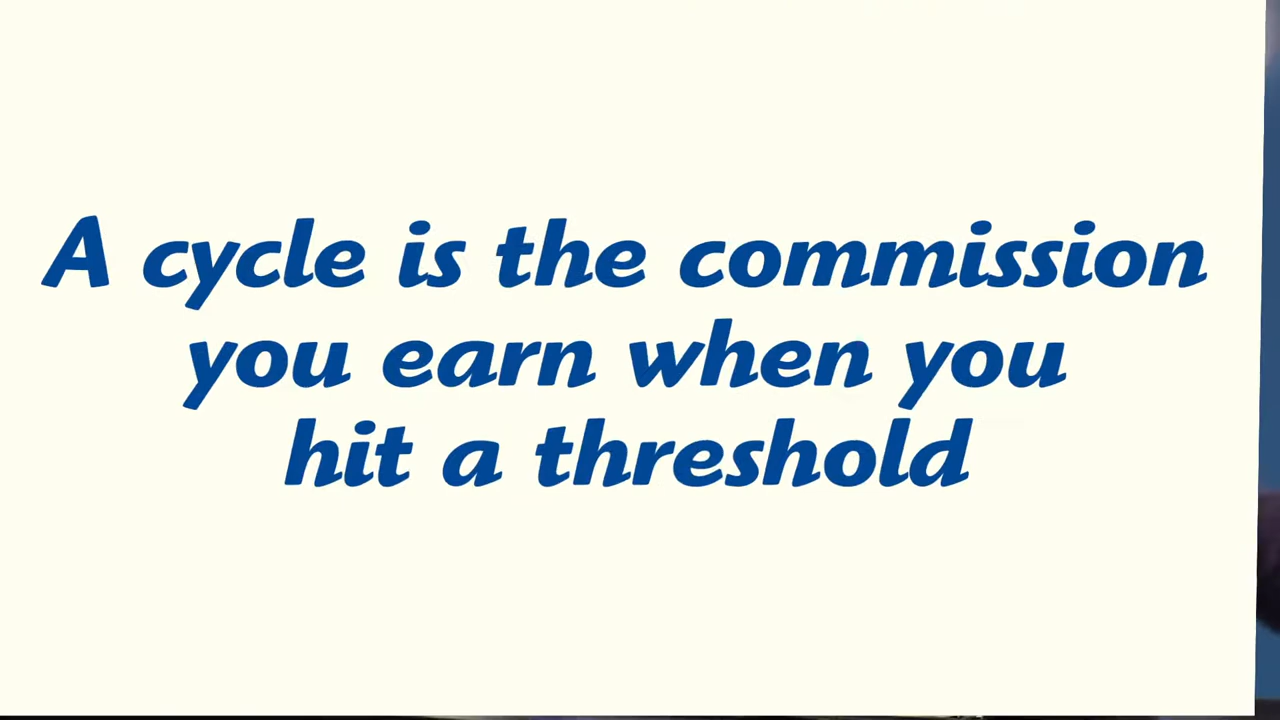 A cycle is the commission
you earn when you
hit a threshold